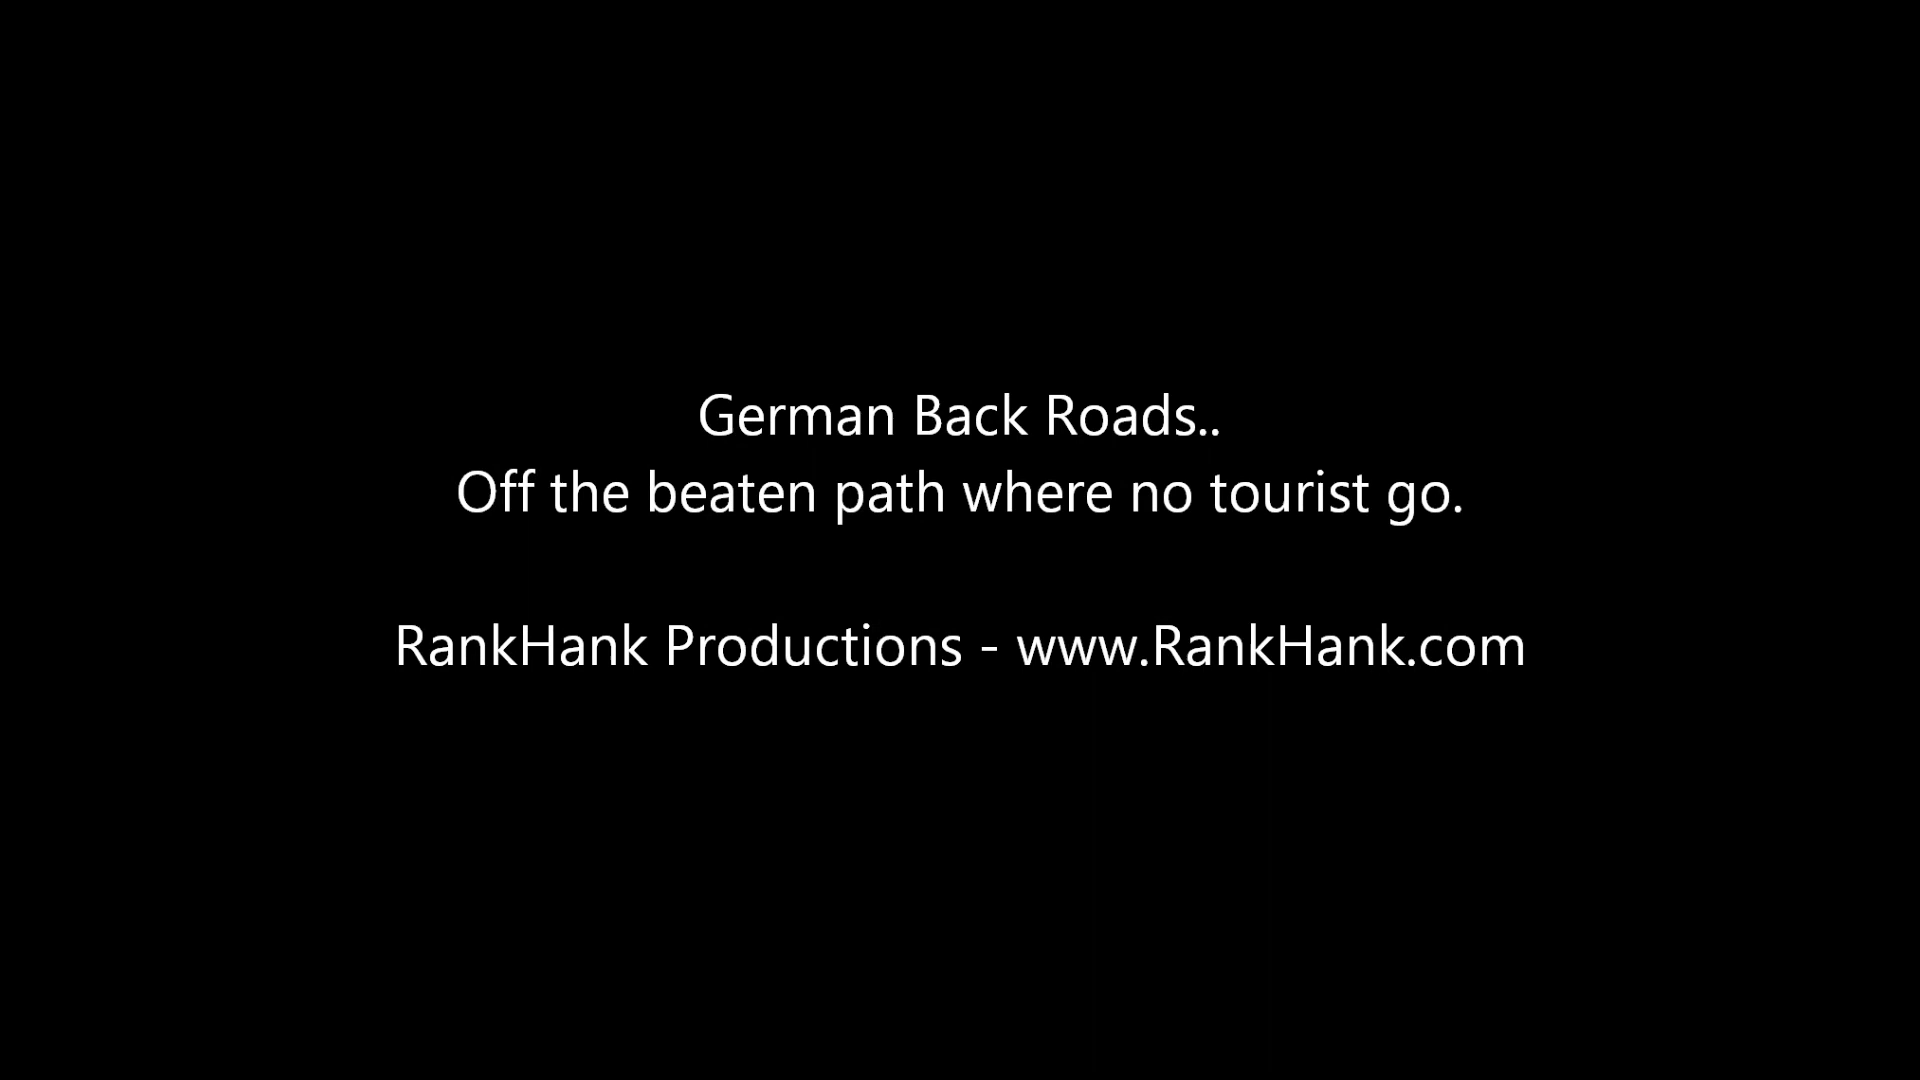 German Back Roads..
Off the beaten path where no tourist go.
RankHank Productions - www.RankHank.com